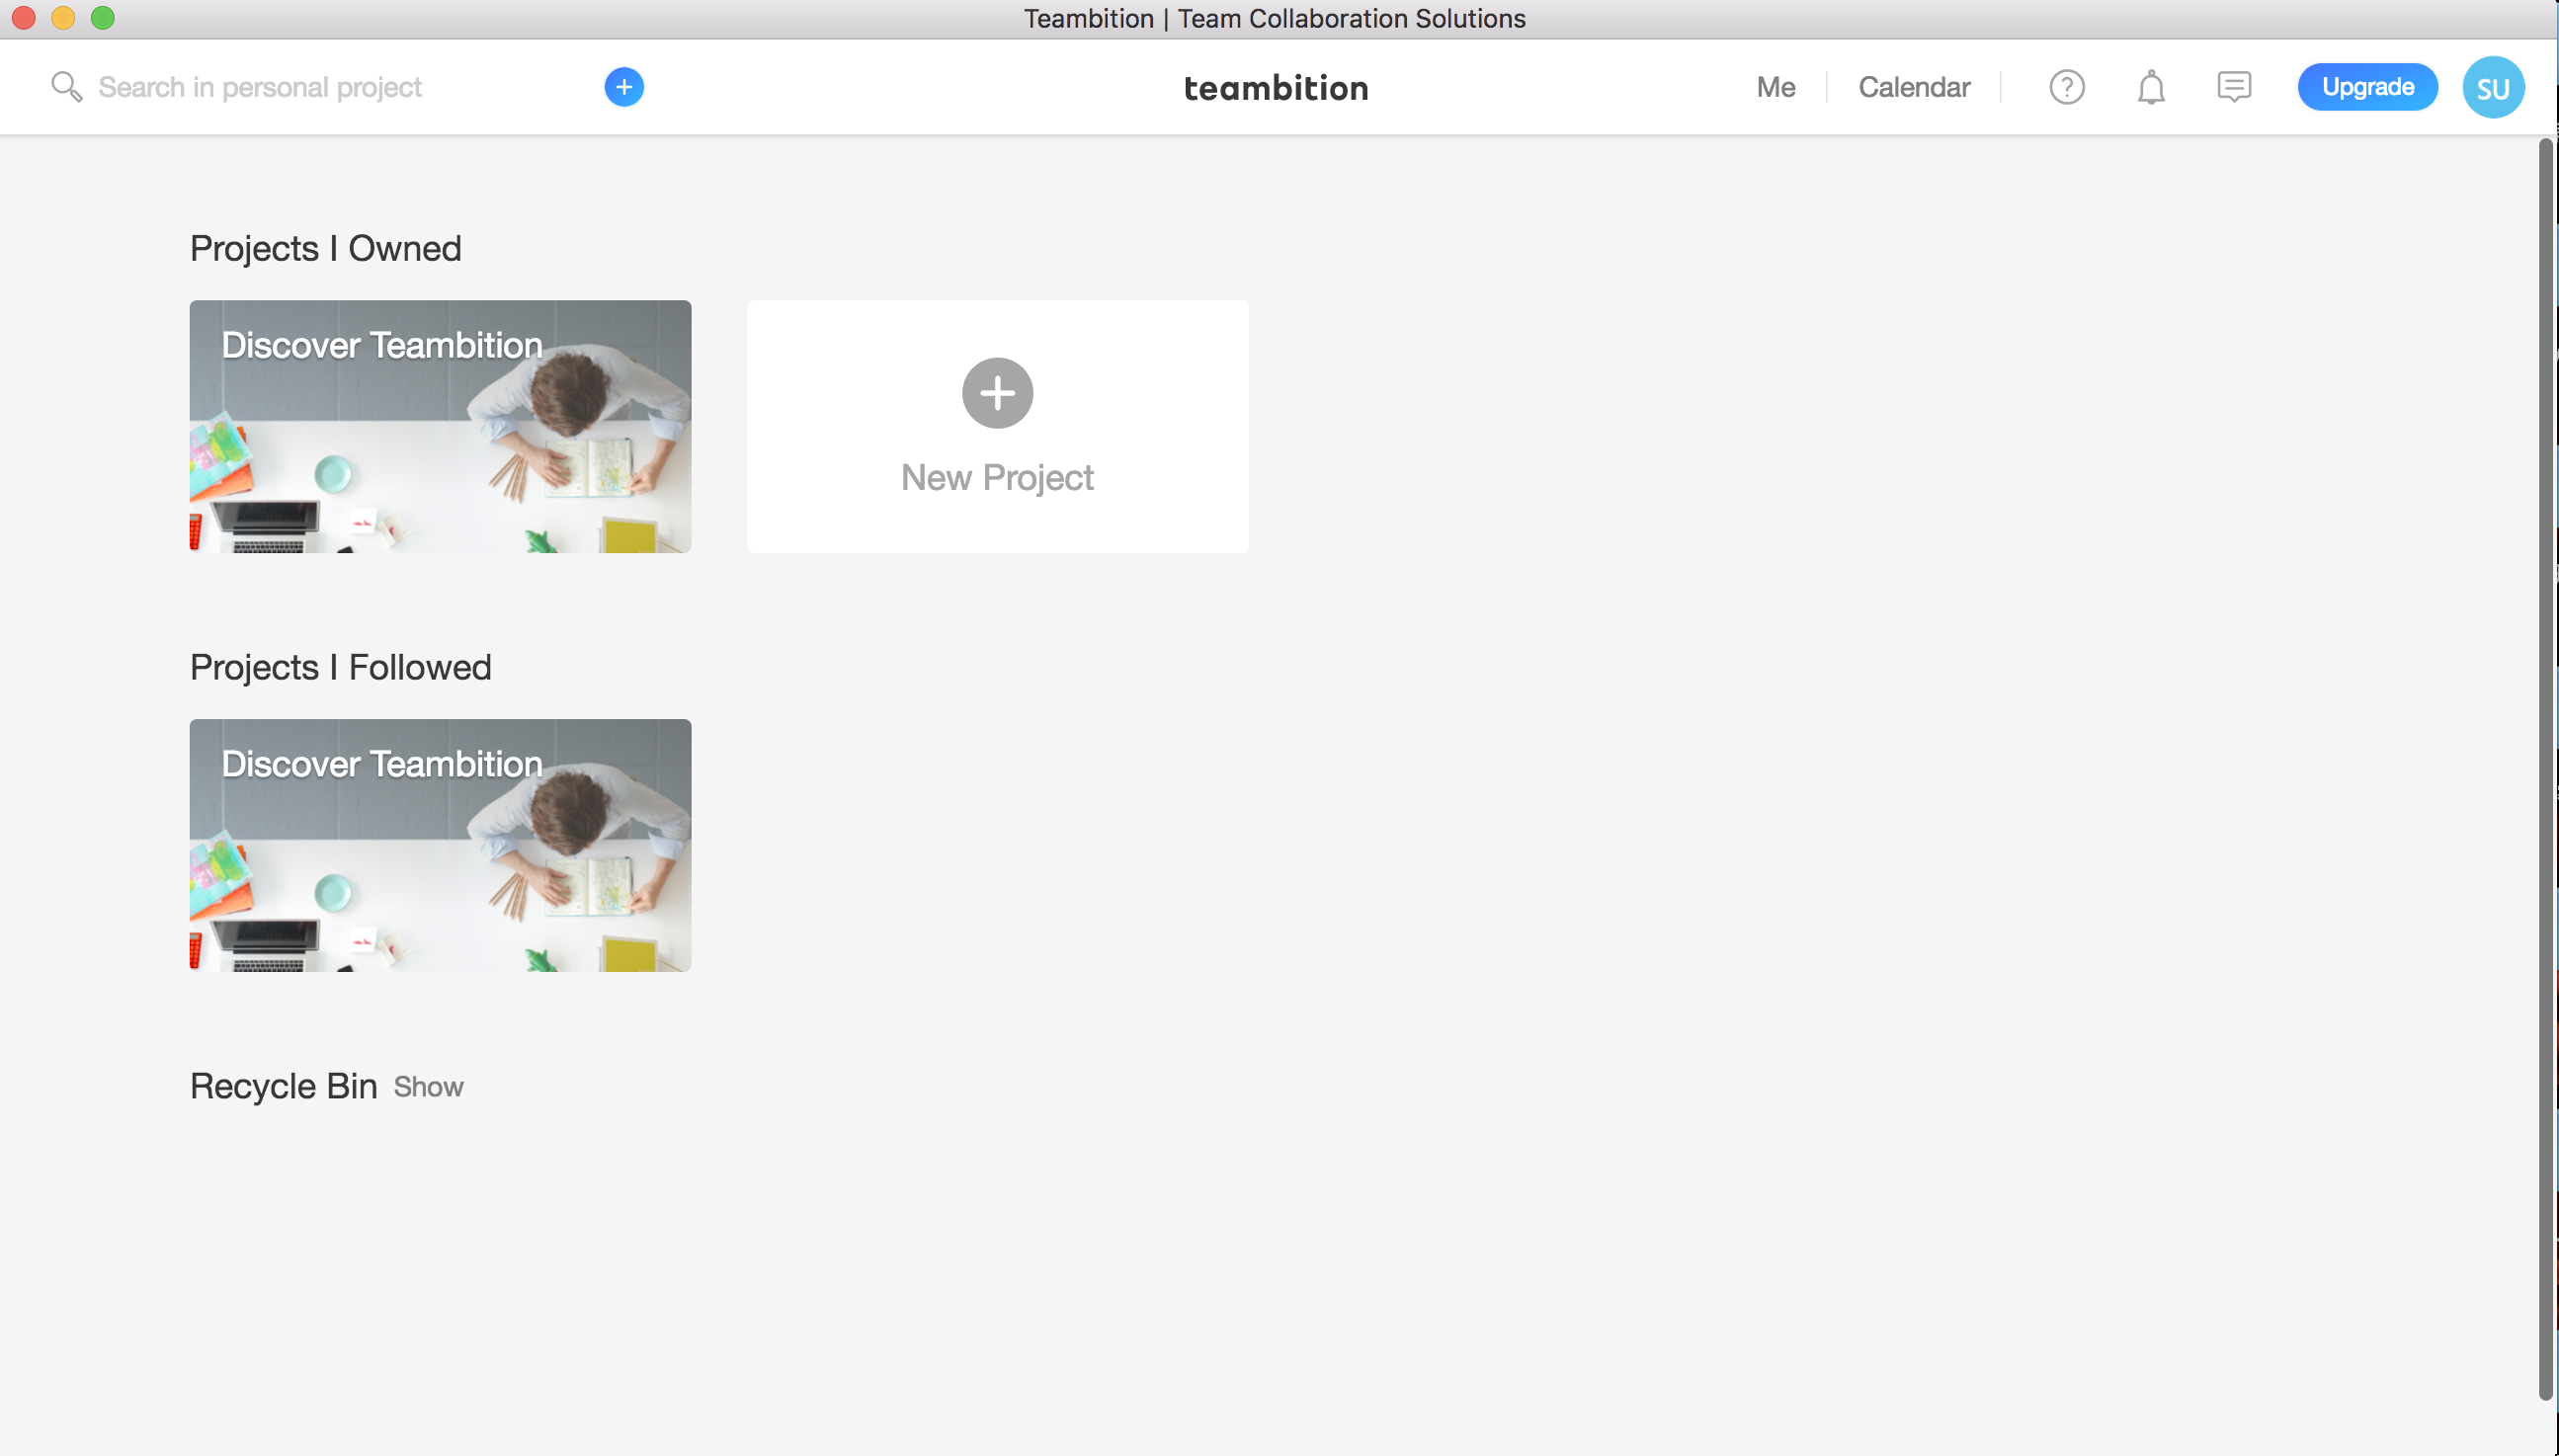 Teambition | Team Collaboration Solutions
Search in personal project
teambition
Me
Calendar
Upgrade
SU
Projects I Owned
Discover Teambition
New Project
Projects I Followed
Discover Teambition
Recycle Bin Show